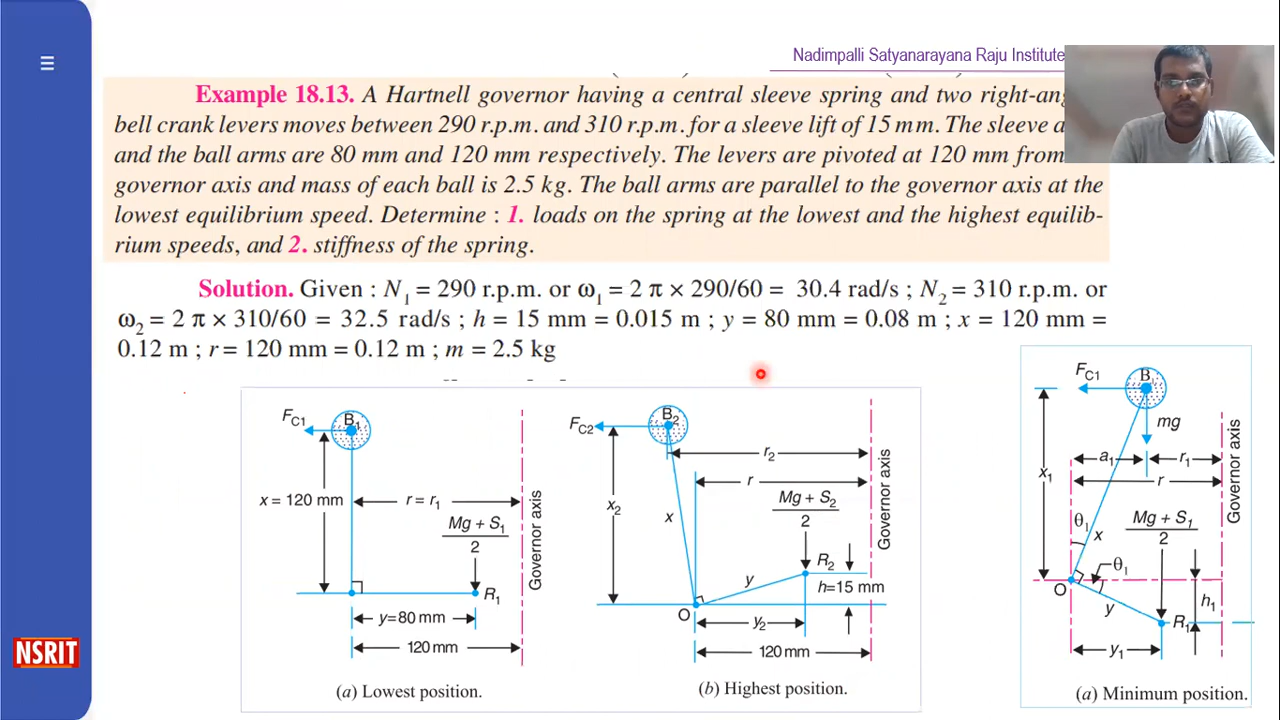 Nadimpalli Satyanarayana Raju Institute
Example 18.13. A Hartnell governor having a central sleeve spring and two right-ang
bell crank levers moves between 290 r.p.m. and 310 r.p.m. for a sleeve lift of 15 mm. The sleeve a
and the ball arms are 80 mm and 120 mm respectively. The levers are pivoted at 120 mm from
governor axis and mass of each ball is 2.5 kg. The ball arms are parallel to the governor axis at the
lowest equilibrium speed. Determine : 1. loads on the spring at the lowest and the highest equilib-
rium speeds, and 2. stiffness of the spring.
Solution. Given : N₁ = 290 r.p.m. or ω₁ = 2 π × 290/60 = 30.4 rad/s ; N₂ = 310 r.p.m. or
ω₂ = 2 π × 310/60 = 32.5 rad/s ; h = 15 mm = 0.015 m ; y = 80 mm = 0.08 m ; x = 120 mm =
0.12 m ; r = 120 mm = 0.12 m ; m = 2.5 kg
FC1
B₁
x = 120 mm
r = r₁
Mg + S₁
2
R₁
Governor axis
y=80 mm
120 mm
(a) Lowest position.
FC2
B₂
r₂
r
x₂
x
Mg + S₂
2
R₂
y
h=15 mm
O
y₂
120 mm
Governor axis
(b) Highest position.
FC1
B
mg
a₁
r₁
r
x₁
θ₁
x
Mg + S₁
2
θ₁
O
y
h₁
R₁
y₁
Governor axis
(a) Minimum position.
NSRIT